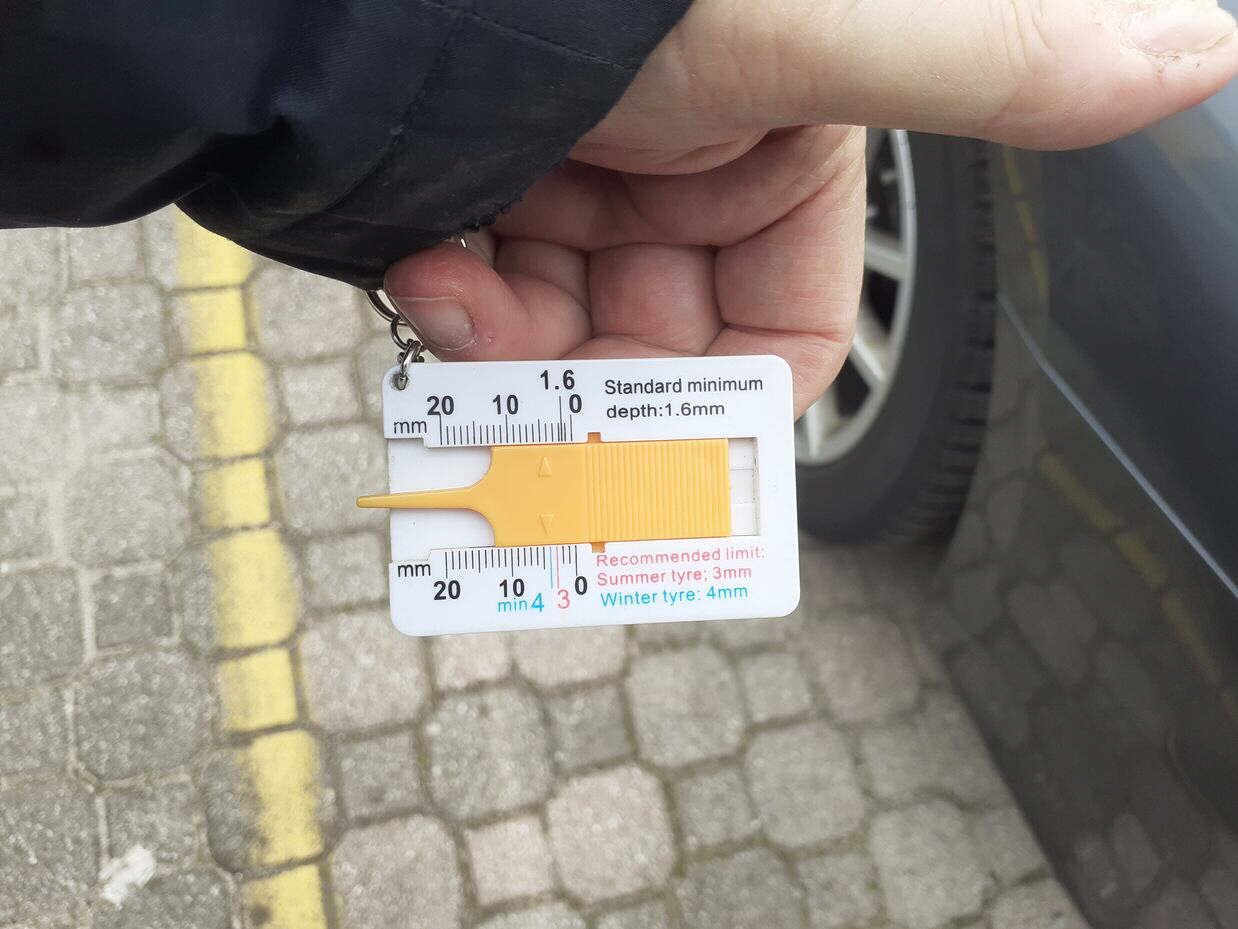 1.6
20 10 0
mm
Standard minimum
depth:1.6mm
mm
20 10 0
min 4 3
Recommended limit:
Summer tyre; 3mm
Winter tyre: 4mm